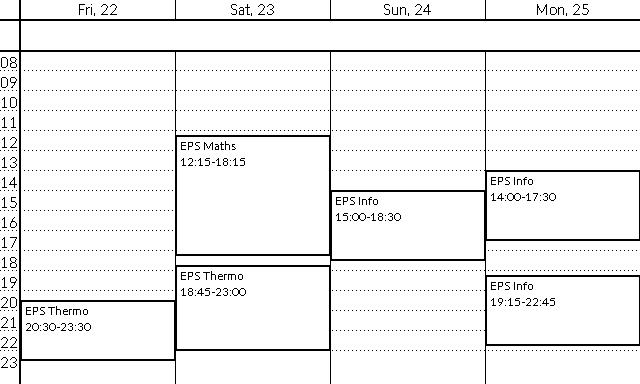 Fri, 22
Sat, 23
Sun, 24
Mon, 25
08
09
10
11
12
13
14
15
16
17
18
19
20
21
22
23
EPS Thermo
20:30-23:30
EPS Maths
12:15-18:15
EPS Thermo
18:45-23:00
EPS Info
15:00-18:30
EPS Info
14:00-17:30
EPS Info
19:15-22:45